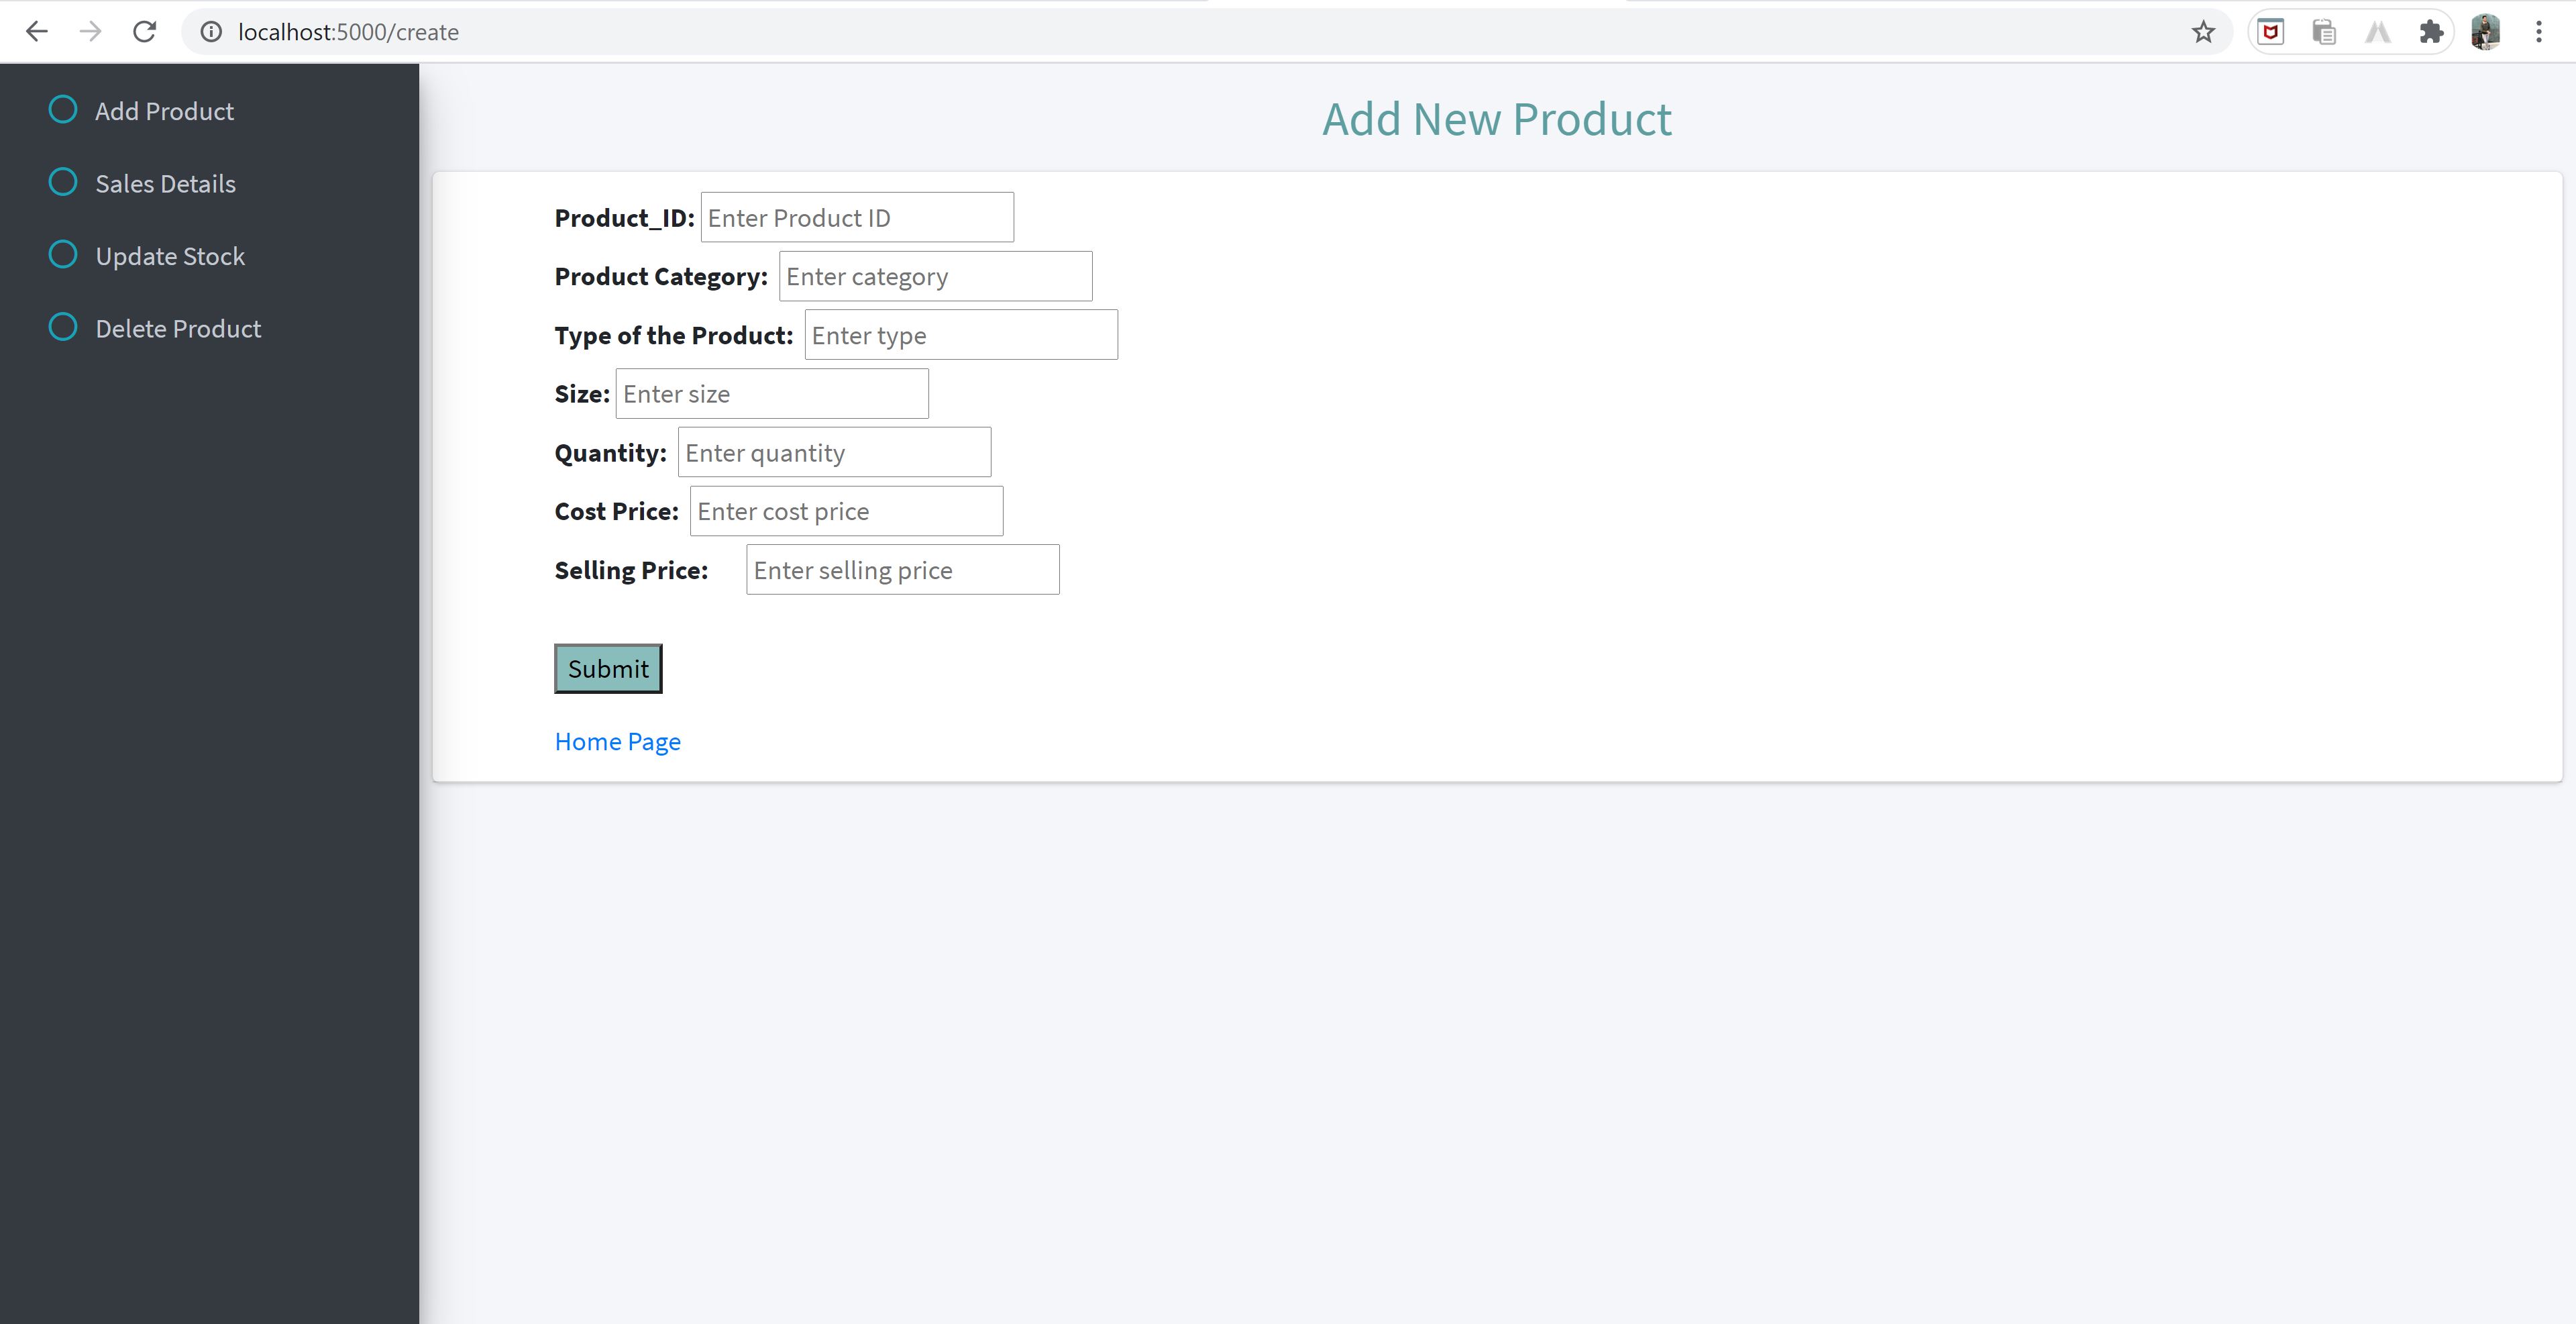 localhost:5000/create
Add Product
Sales Details
Update Stock
Delete Product
Add New Product
Product_ID: Enter Product ID
Product Category: Enter category
Type of the Product: Enter type
Size: Enter size
Quantity: Enter quantity
Cost Price: Enter cost price
Selling Price: Enter selling price
Submit
Home Page